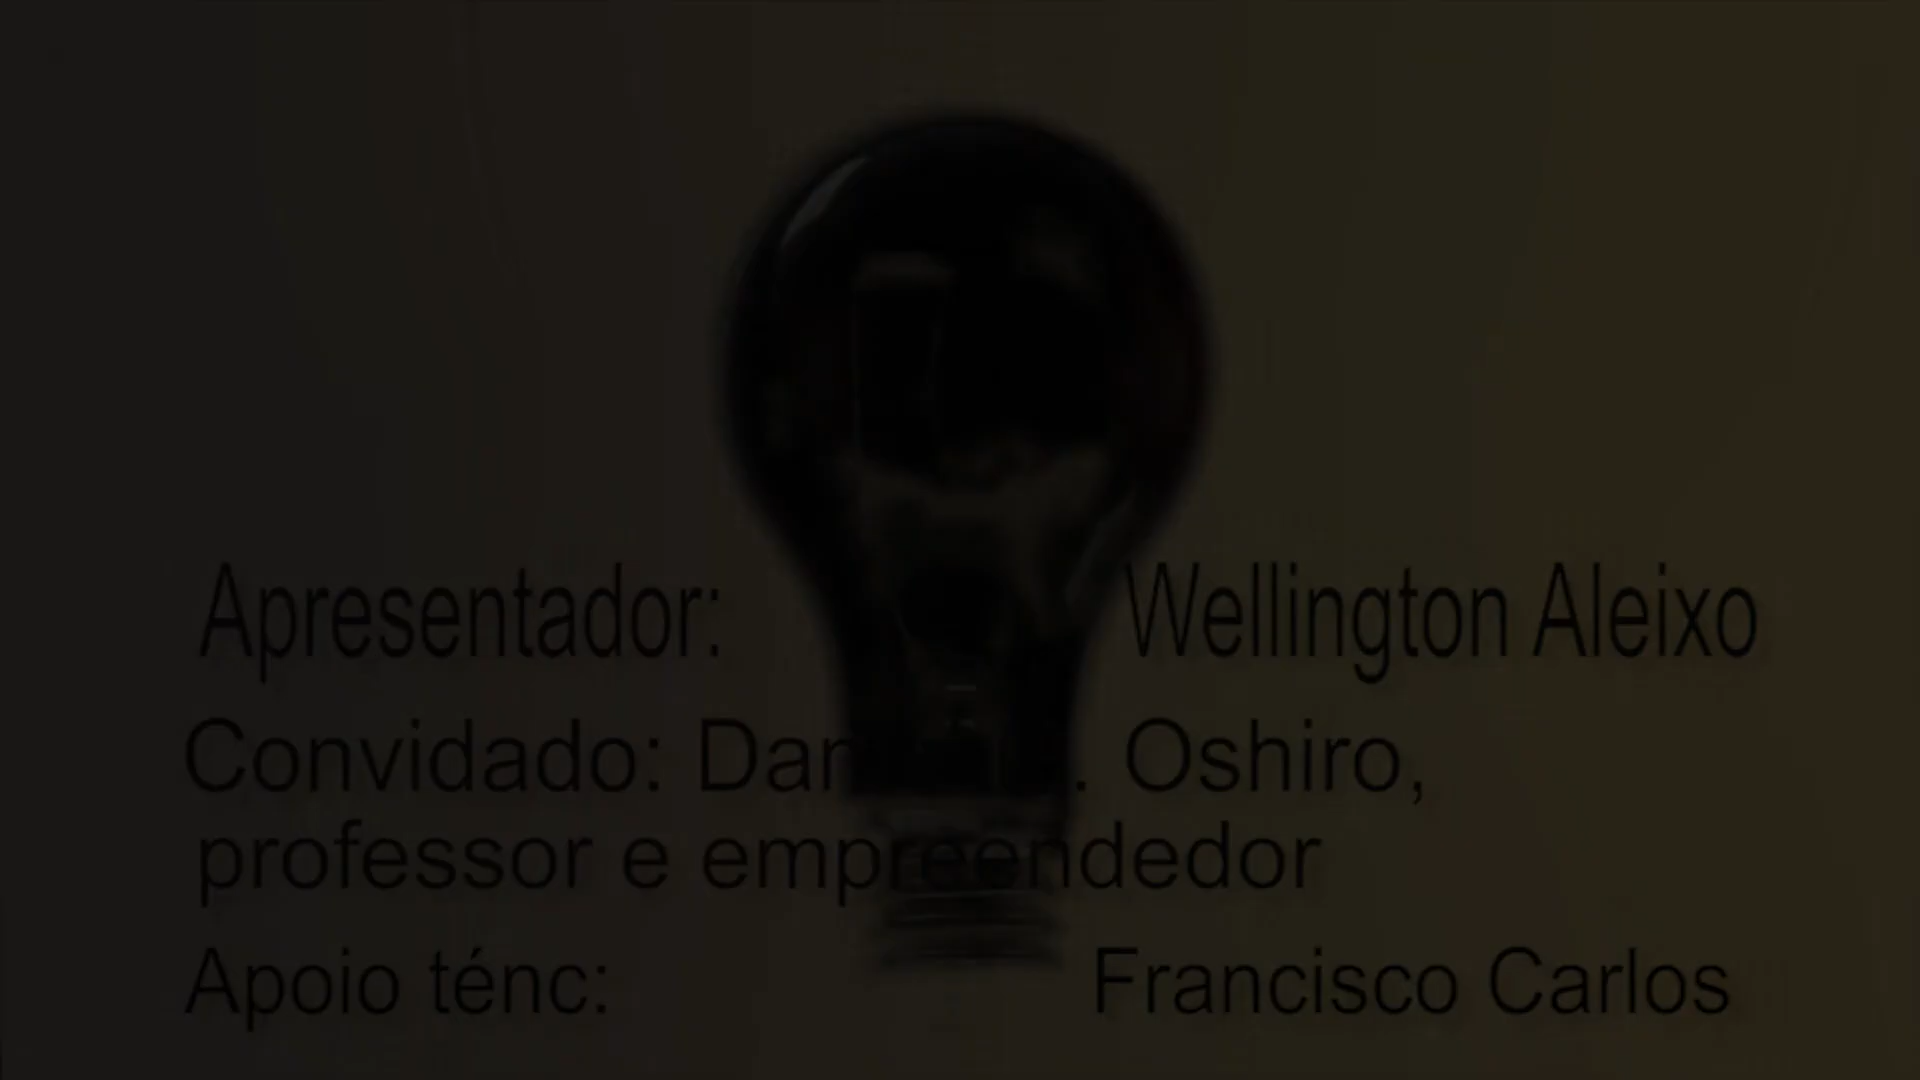 Apresentador: Wellington Aleixo
Convidado: Oshiro,
professor e empreendedor
Apoio ténc: Francisco Carlos